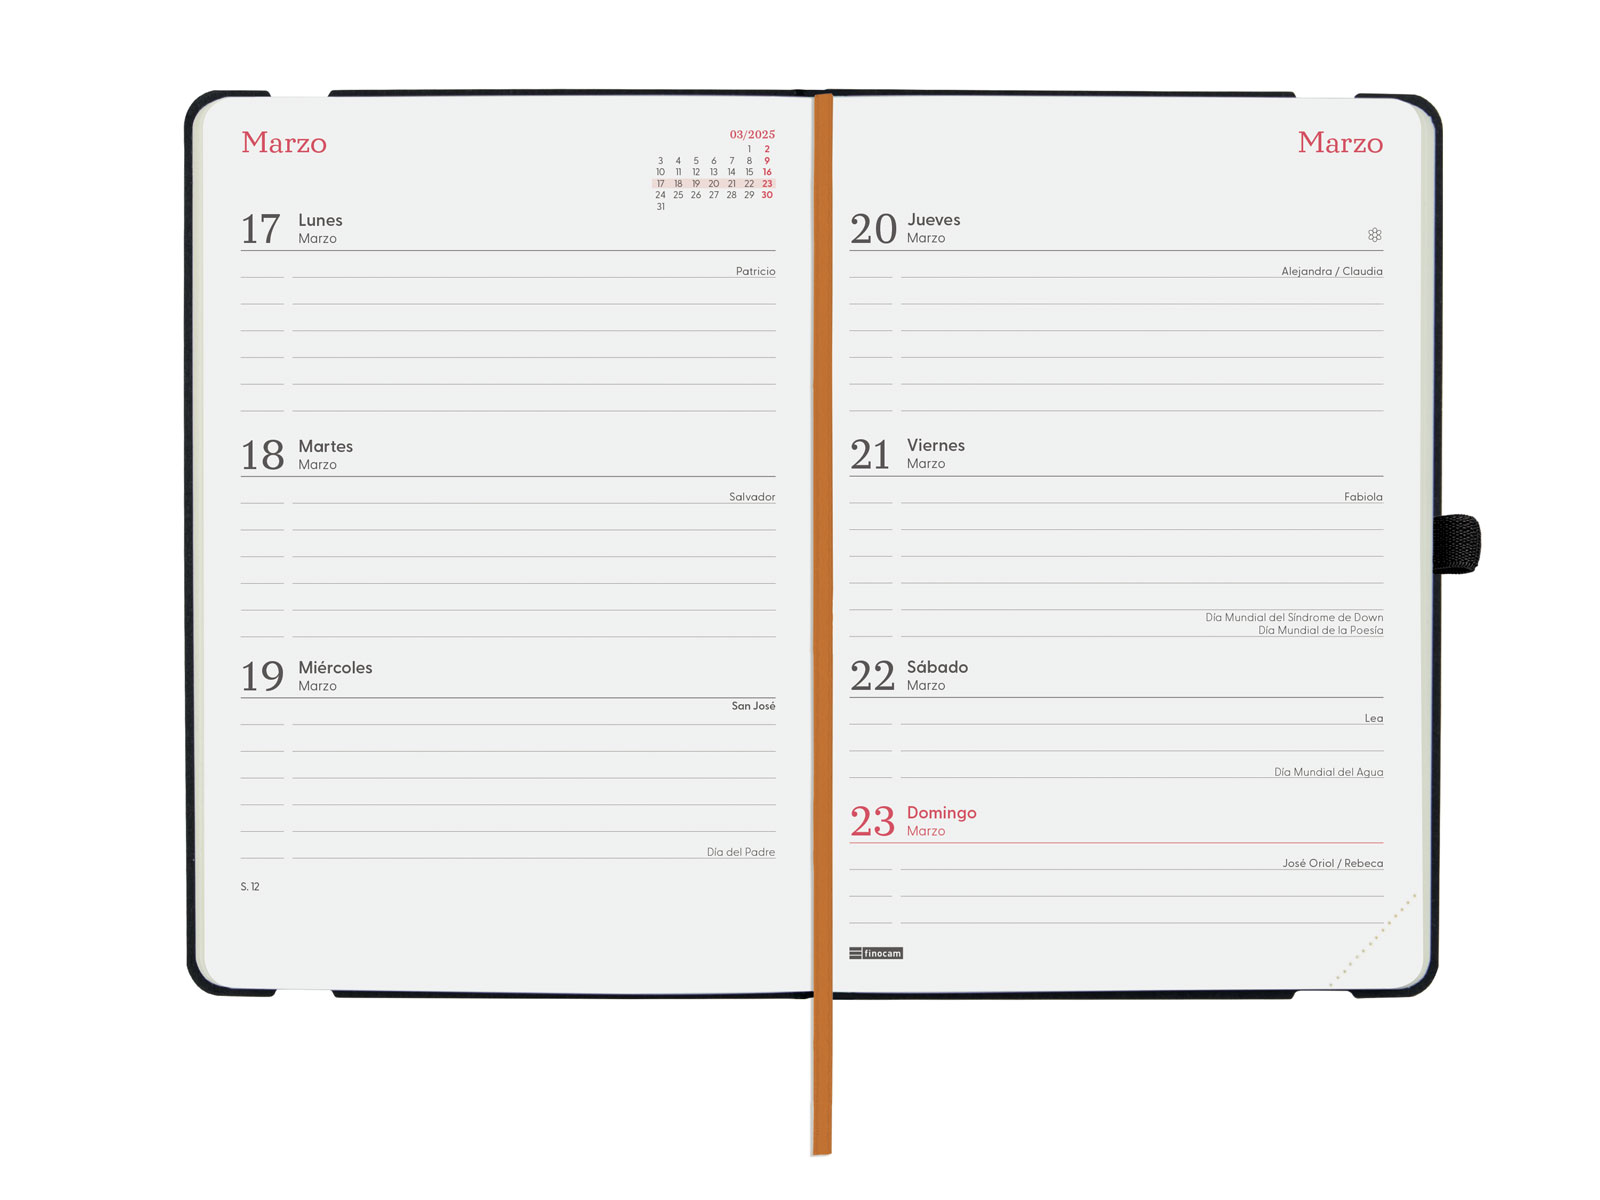 Marzo
03/2025
1 2
3 4 5 6 7 8 9
10 11 12 13 14 15 16
17 18 19 20 21 22 23
24 25 26 27 28 29 30
31
17 Lunes
Marzo
Patricio
18 Martes
Marzo
Salvador
19 Miércoles
Marzo
San José
Día del Padre
S. 12
Marzo
20 Jueves
Marzo
Alejandra / Claudia
21 Viernes
Marzo
Fabiola
Día Mundial del Síndrome de Down
Día Mundial de la Poesía
22 Sábado
Marzo
Lea
Día Mundial del Agua
23 Domingo
Marzo
José Oriol / Rebeca
finocam